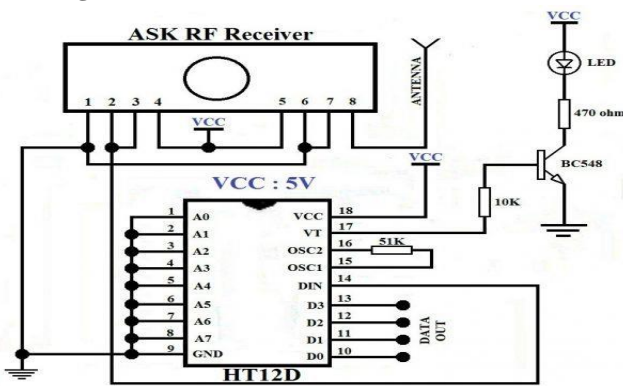 VCC
ASK RF Receiver
LED
ANTENNA
1 2 3 4 5 6 7 8
VCC
470 ohm
VCC
BC548
VCC : 5V
10K
1 A0 VCC 18
2 A1 VT 17
3 A2 OSC2 16 51K
4 A3 OSC1 15
5 A4 DIN 14
6 A5 D3 13
7 A6 D2 12
8 A7 D1 11
9 GND D0 10
DATA
OUT
HT12D